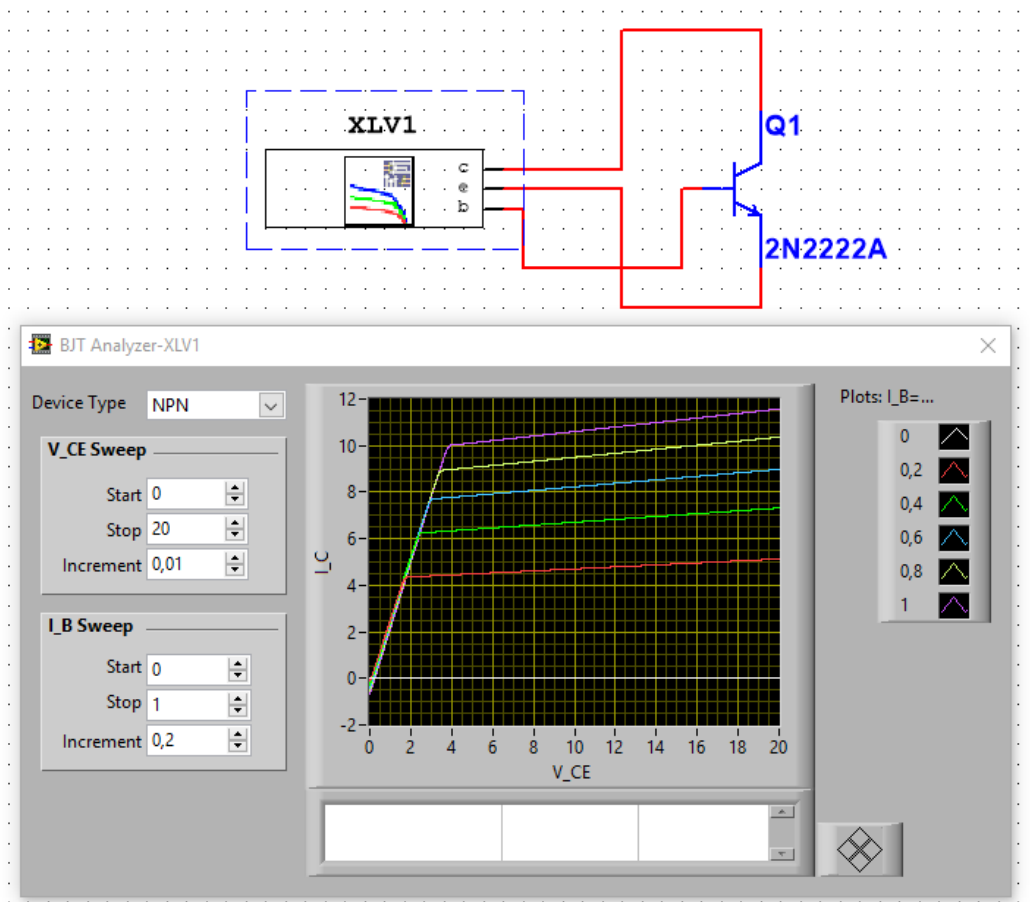 XLV1
c
e
b
Q1
2N2222A
BJT Analyzer-XLV1
Device Type NPN
V_CE Sweep
Start 0
Stop 20
Increment 0,01
I_B Sweep
Start 0
Stop 1
Increment 0,2
I_C
12
10
8
6
4
2
0
-2
0 2 4 6 8 10 12 14 16 18 20
V_CE
Plots: I_B=...
0
0,2
0,4
0,6
0,8
1